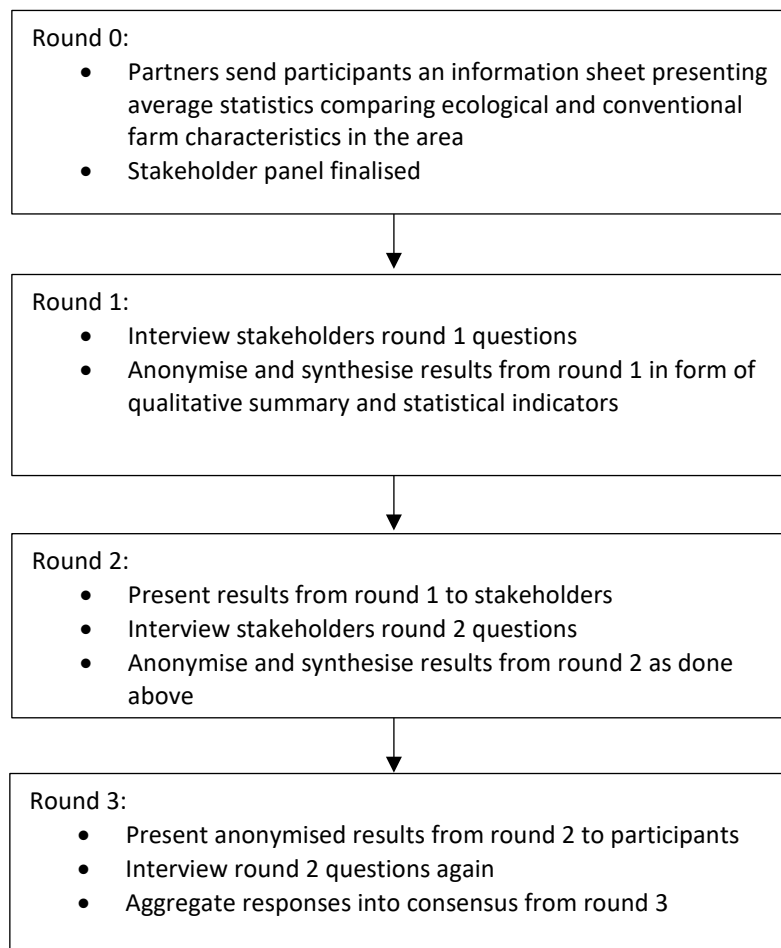 Round 0:
• Partners send participants an information sheet presenting
average statistics comparing ecological and conventional
farm characteristics in the area
• Stakeholder panel finalised
Round 1:
• Interview stakeholders round 1 questions
• Anonymise and synthesise results from round 1 in form of
qualitative summary and statistical indicators
Round 2:
• Present results from round 1 to stakeholders
• Interview stakeholders round 2 questions
• Anonymise and synthesise results from round 2 as done
above
Round 3:
• Present anonymised results from round 2 to participants
• Interview round 2 questions again
• Aggregate responses into consensus from round 3